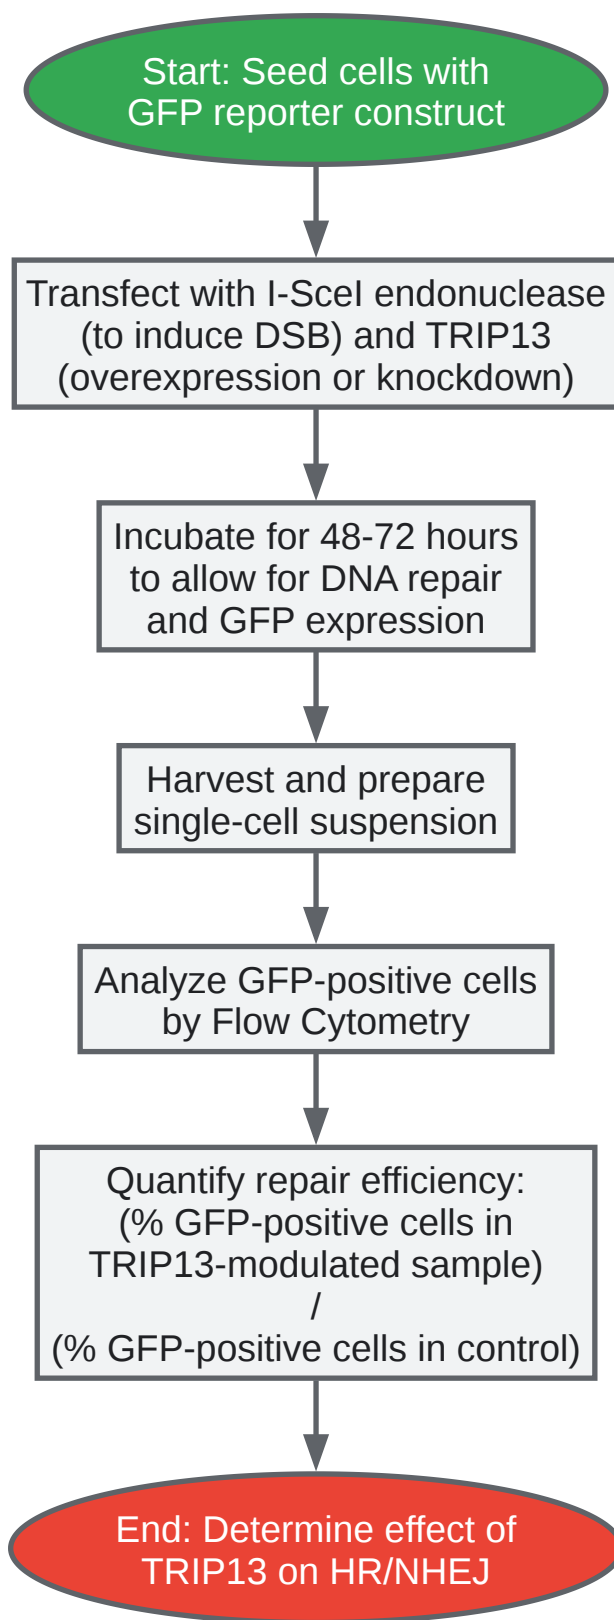 Start: Seed cells with
GFP reporter construct
Transfect with I-SceI endonuclease
(to induce DSB) and TRIP13
(overexpression or knockdown)
Incubate for 48-72 hours
to allow for DNA repair
and GFP expression
Harvest and prepare
single-cell suspension
Analyze GFP-positive cells
by Flow Cytometry
Quantify repair efficiency:
(% GFP-positive cells in
TRIP13-modulated sample)
/
(% GFP-positive cells in control)
End: Determine effect of
TRIP13 on HR/NHEJ